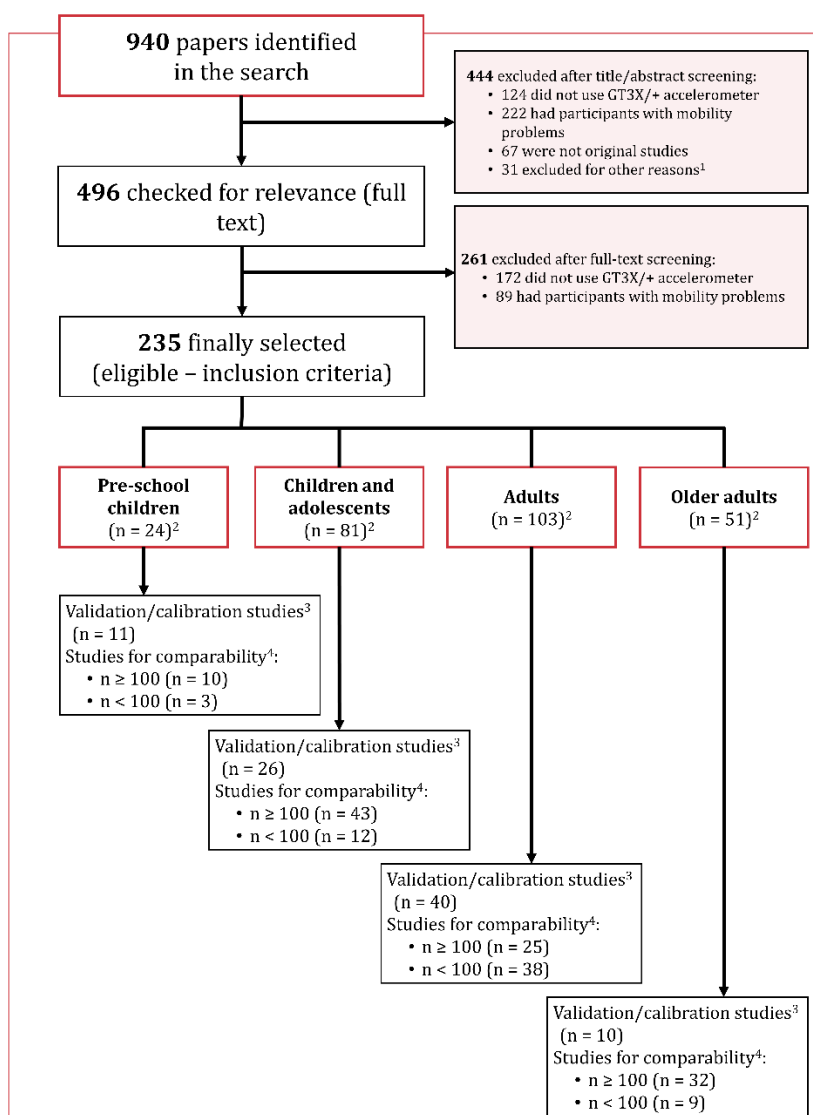 940 papers identified
in the search
444 excluded after title/abstract screening:
• 124 did not use GT3X/+ accelerometer
• 222 had participants with mobility
problems
• 67 were not original studies
• 31 excluded for other reasons¹
496 checked for relevance (full
text)
261 excluded after full-text screening:
• 172 did not use GT3X/+ accelerometer
• 89 had participants with mobility problems
235 finally selected
(eligible – inclusion criteria)
Pre-school
children
(n = 24)²
Children and
adolescents
(n = 81)²
Adults
(n = 103)²
Older adults
(n = 51)²
Validation/calibration studies³
(n = 11)
Studies for comparability⁴:
• n ≥ 100 (n = 10)
• n < 100 (n = 3)
Validation/calibration studies³
(n = 26)
Studies for comparability⁴:
• n ≥ 100 (n = 43)
• n < 100 (n = 12)
Validation/calibration studies³
(n = 40)
Studies for comparability⁴:
• n ≥ 100 (n = 25)
• n < 100 (n = 38)
Validation/calibration studies³
(n = 10)
Studies for comparability⁴:
• n ≥ 100 (n = 32)
• n < 100 (n = 9)